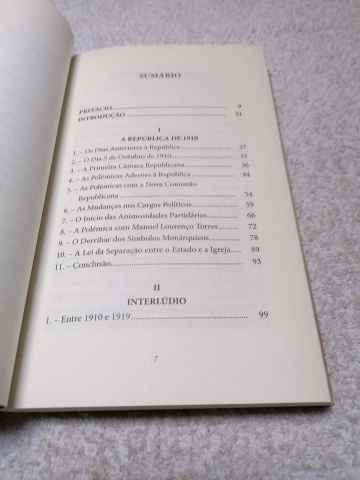 SUMÁRIO
PREFÁCIO 9
INTRODUÇÃO 21
I
A REPÚBLICA DE 1910
1. – Os Dias Anteriores à República 27
2. – O Dia 5 de Outubro de 1910 31
3. – A Primeira Câmara Republicana 36
4. – As Polémicas Adesões à República 44
5. – As Polémicas com a Nova Comissão
Republicana 54
6. – As Mudanças nos Cargos Políticos 59
7. – O Início das Animosidades Partidárias 66
8. – A Polémica com Manuel Lourenço Torres 72
9. – O Derribar dos Símbolos Monárquicos 78
10. – A Lei da Separação entre o Estado e a Igreja 89
11. – Conclusão 93
II
INTERLÚDIO
1. – Entre 1910 e 1919 99
7